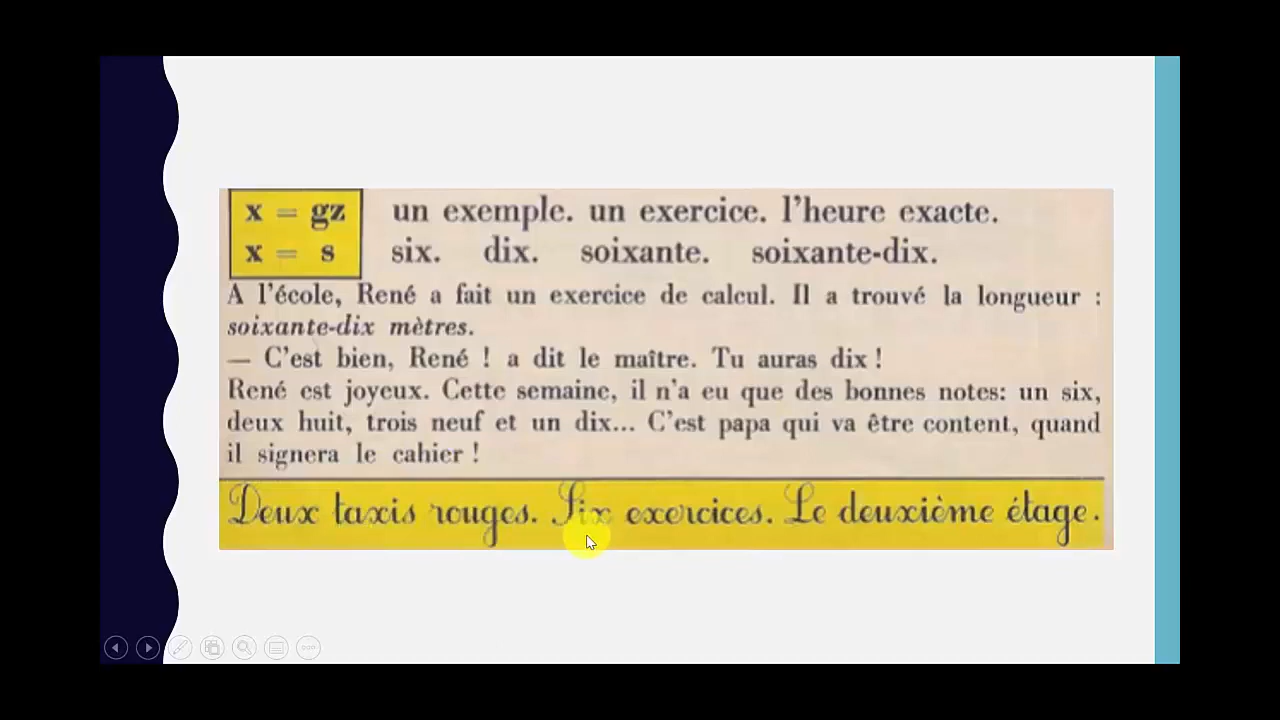 x = gz un exemple. un exercice. l'heure exacte.
x = s six. dix. soixante. soixante-dix.
A l'école, René a fait un exercice de calcul. Il a trouvé la longueur :
soixante-dix mètres.
— C'est bien, René ! a dit le maître. Tu auras dix !
René est joyeux. Cette semaine, il n'a eu que des bonnes notes: un six,
deux huit, trois neuf et un dix... C'est papa qui va être content, quand
il signera le cahier !
Deux taxis rouges. Six exercices. Le deuxième étage.